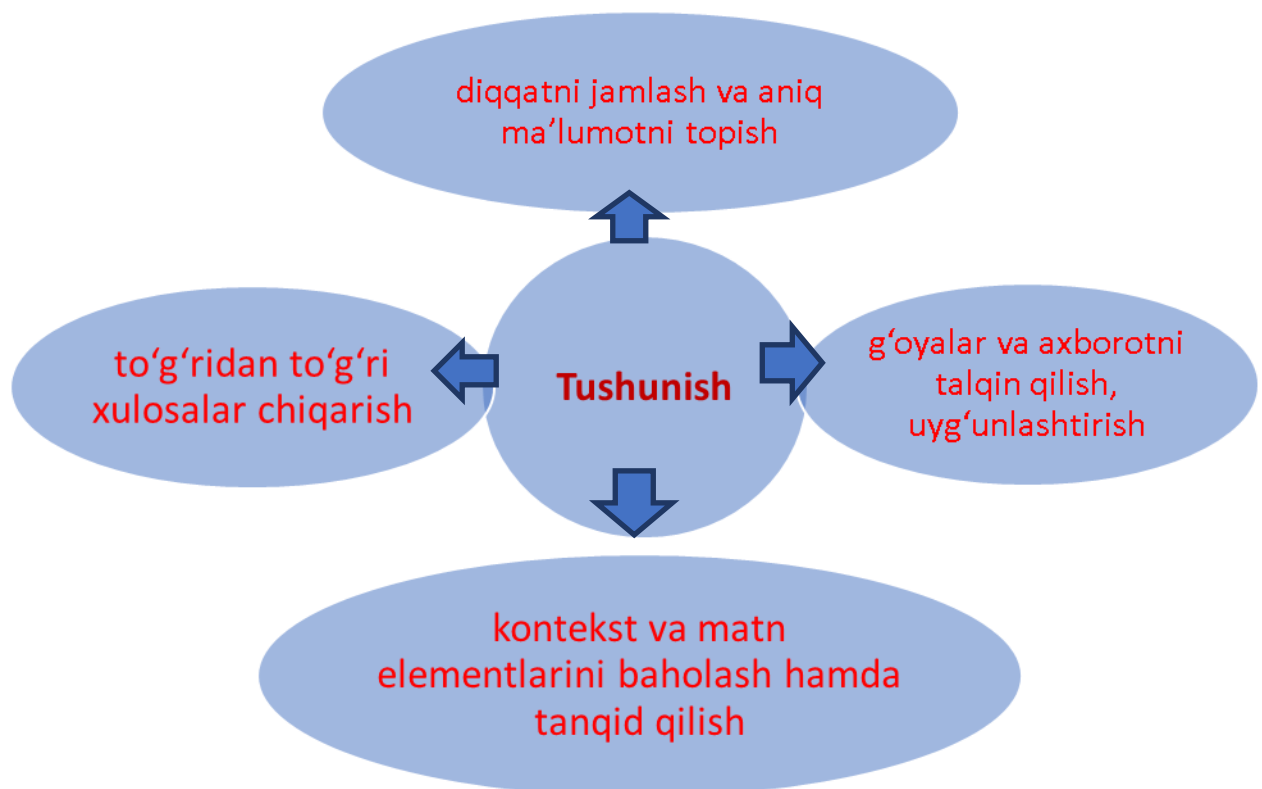 diqqatni jamlash va aniq
ma’lumotni topish
to‘g‘ridan to‘g‘ri
xulosalar chiqarish
Tushunish
g‘oyalar va axborotni
talqin qilish,
uyg‘unlashtirish
kontekst va matn
elementlarini baholash hamda
tanqid qilish